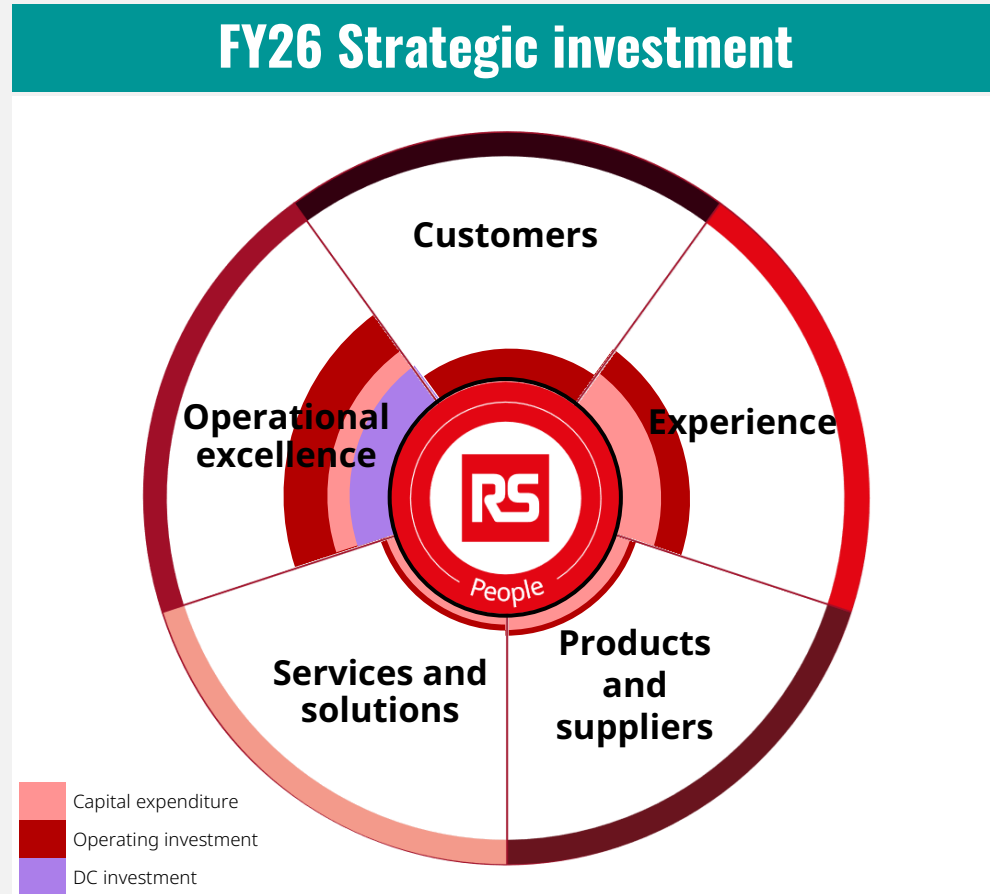 FY26 Strategic investment
Customers
Operational
excellence
Experience
RS
People
Services and
solutions
Products
and
suppliers
Capital expenditure
Operating investment
DC investment